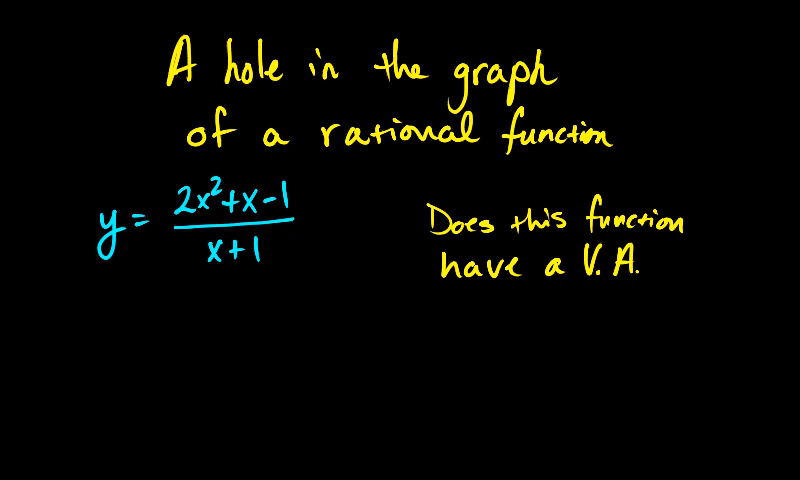 A hole in the graph
of a rational function
y = 2x²+x-1 / x+1
Does this function
have a V.A.